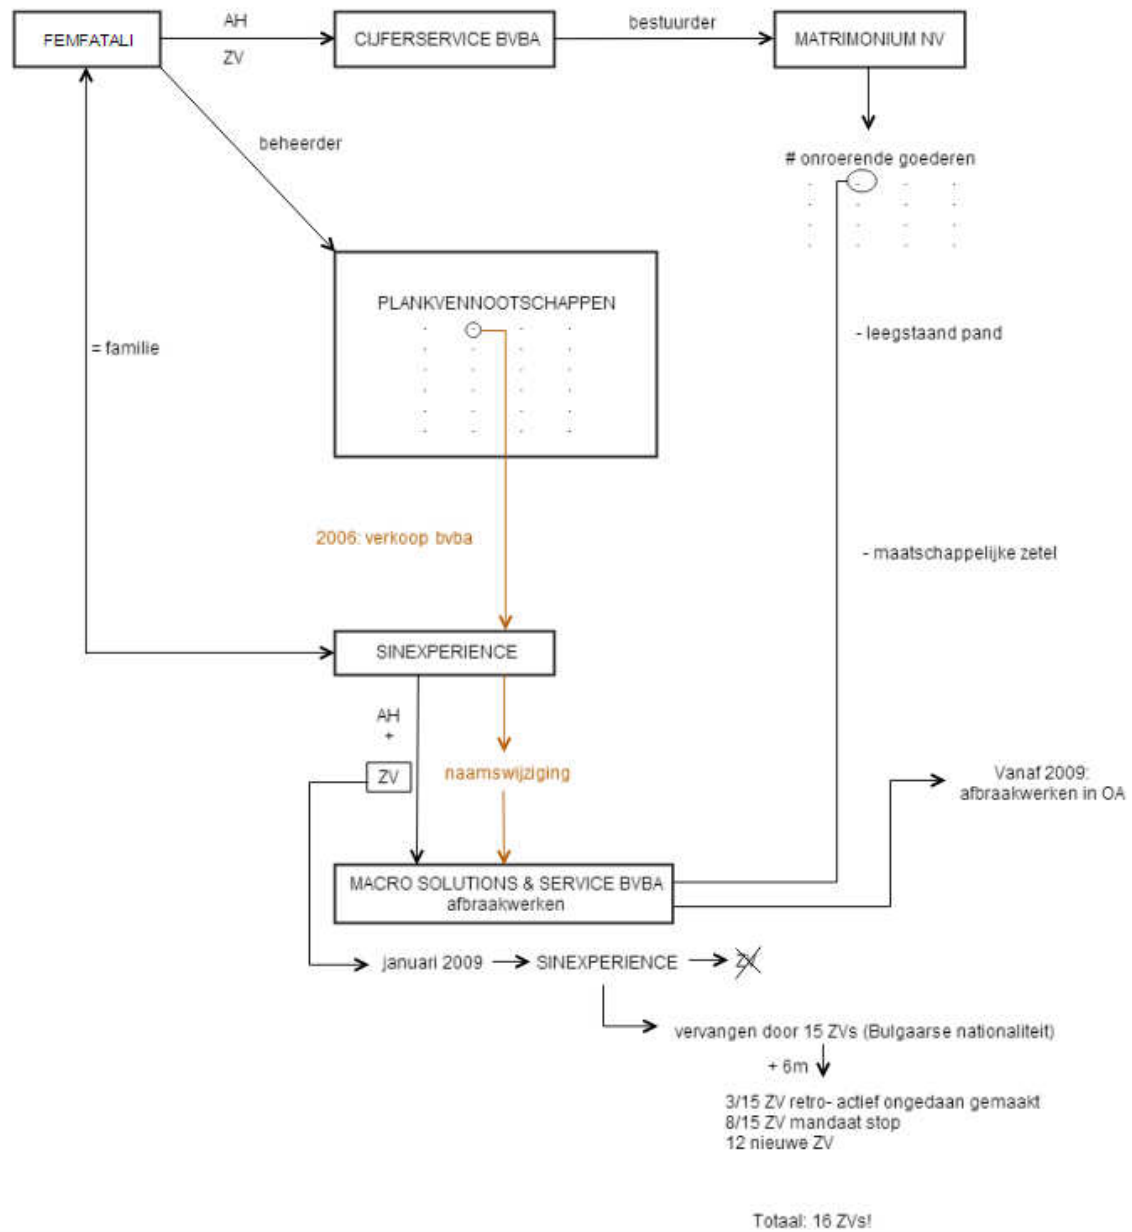 FEMFATALI
AH
ZV
CIJFERSERVICE BVBA
bestuurder
MATRIMONIUM NV
beheerder
# onroerende goederen
PLANKVENNOOTSCHAPPEN
- leegstaand pand
= familie
2006: verkoop bvba
- maatschappelijke zetel
SINEXPERIENCE
AH
+
ZV
naamswijziging
Vanaf 2009:
afbraakwerken in OA
MACRO SOLUTIONS & SERVICE BVBA
afbraakwerken
januari 2009
SINEXPERIENCE
ZV
vervangen door 15 ZVs (Bulgaarse nationaliteit)
+ 6m
3/15 ZV retro- actief ongedaan gemaakt
8/15 ZV mandaat stop
12 nieuwe ZV
Totaal: 16 ZVs!